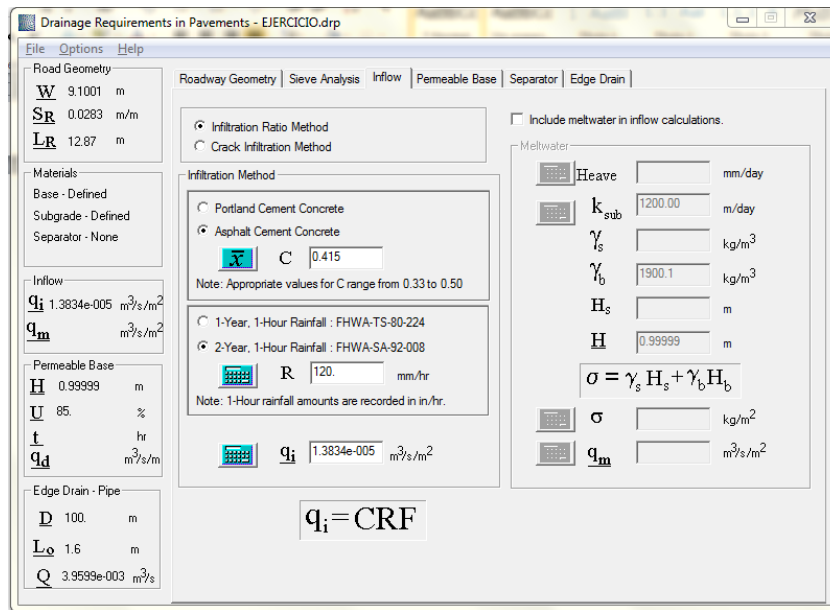 Drainage Requirements in Pavements - EJERCICIO.drp
File Options Help
Road Geometry
W 9.1001 m
SR 0.0283 m/m
LR 12.87 m
Materials
Base - Defined
Subgrade - Defined
Separator - None
Inflow
qi 1.3834e-005 m³/s/m²
qm m³/s/m²
Permeable Base
H 0.99999 m
U 85. %
t hr
qd m³/s/m
Edge Drain - Pipe
D 100. m
Lo 1.6 m
Q 3.9599e-003 m³/s
Roadway Geometry Sieve Analysis Inflow Permeable Base Separator Edge Drain
Infiltration Ratio Method
Crack Infiltration Method
Infiltration Method
Portland Cement Concrete
Asphalt Cement Concrete
x̄ C 0.415
Note: Appropriate values for C range from 0.33 to 0.50
1-Year, 1-Hour Rainfall : FHWA-TS-80-224
2-Year, 1-Hour Rainfall : FHWA-SA-92-008
R 120. mm/hr
Note: 1-Hour rainfall amounts are recorded in in/hr.
qi 1.3834e-005 m³/s/m²
qi=CRF
Include meltwater in inflow calculations.
Meltwater
Heave mm/day
ksub 1200.00 m/day
γs kg/m³
γb 1900.1 kg/m³
Hs m
H 0.99999 m
σ = γs Hs + γb Hb
σ kg/m²
qm m³/s/m²